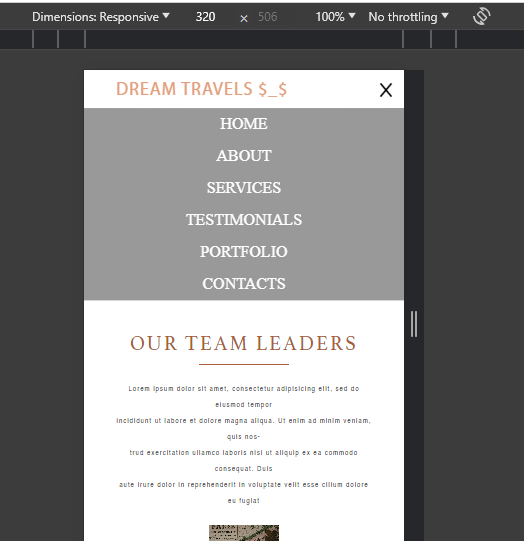 Dimensions: Responsive 320 × 506 100% No throttling
DREAM TRAVELS $_$ X
HOME
ABOUT
SERVICES
TESTIMONIALS
PORTFOLIO
CONTACTS
OUR TEAM LEADERS
Lorem ipsum dolor sit amet, consectetur adipisicing elit, sed do
eiusmod tempor
incididunt ut labore et dolore magna aliqua. Ut enim ad minim veniam,
quis nos-
trud exercitation ullamco laboris nisi ut aliquip ex ea commodo
consequat. Duis
aute irure dolor in reprehenderit in voluptate velit esse cillum dolore
eu fugiat